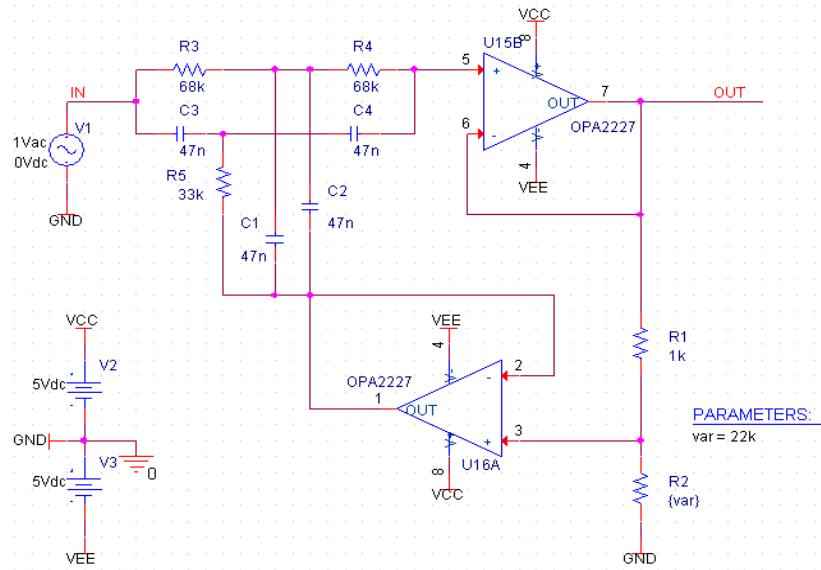 VCC
R3
R4
U15B
8
5
+
68k
68k
IN
C3
C4
OUT
7
OUT
V1
6
-
OPA2227
1Vac
0Vdc
47n
47n
R5
33k
4
VEE
C2
GND
C1
47n
47n
VCC
VEE
R1
1k
4
V2
OPA2227
2
-
5Vdc
1
OUT
PARAMETERS:
var = 22k
GND
3
+
V3
0
8
U16A
R2
{var}
5Vdc
VCC
VEE
GND